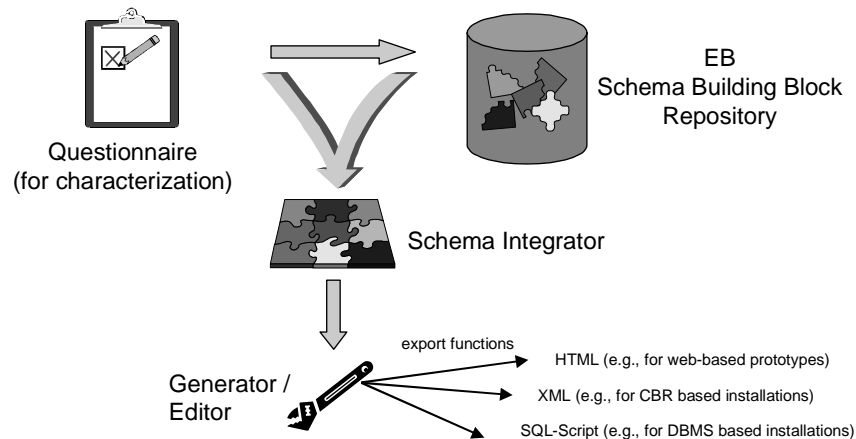 EB
Schema Building Block
Repository
Questionnaire
(for characterization)
Schema Integrator
export functions
HTML (e.g., for web-based prototypes)
Generator /
Editor
XML (e.g., for CBR based installations)
SQL-Script (e.g., for DBMS based installations)